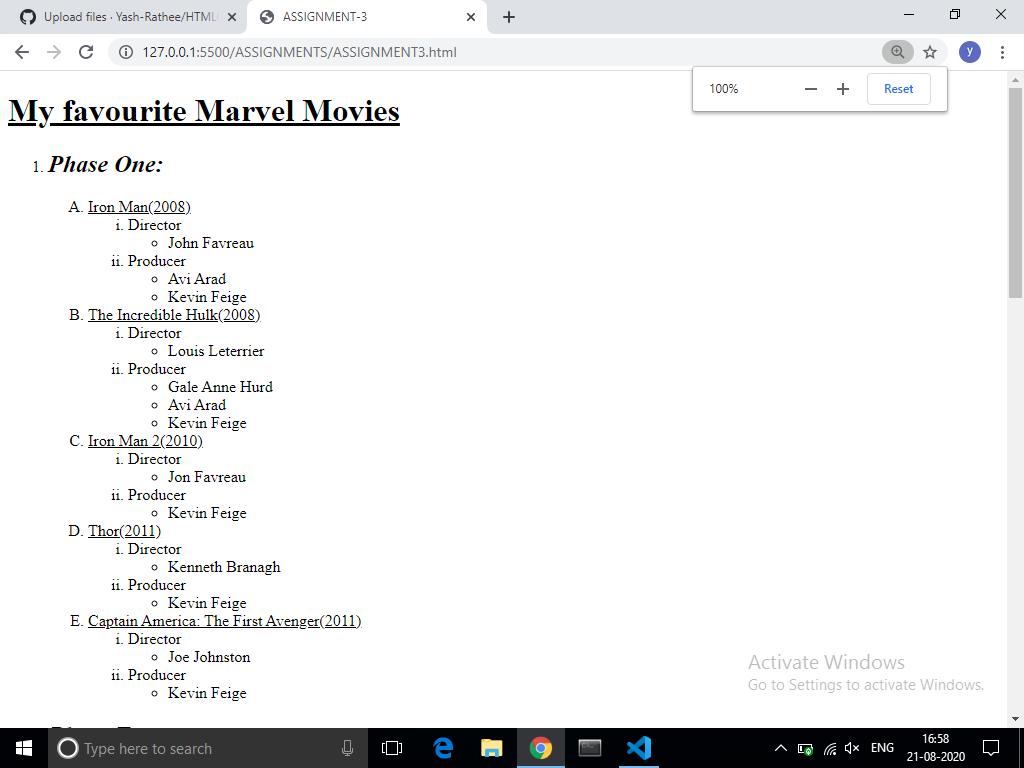 Upload files · Yash-Rathee/HTML
ASSIGNMENT-3
127.0.0.1:5500/ASSIGNMENTS/ASSIGNMENT3.html
y
100%
Reset
My favourite Marvel Movies
1. Phase One:
A. Iron Man(2008)
i. Director
John Favreau
ii. Producer
Avi Arad
Kevin Feige
B. The Incredible Hulk(2008)
i. Director
Louis Leterrier
ii. Producer
Gale Anne Hurd
Avi Arad
Kevin Feige
C. Iron Man 2(2010)
i. Director
Jon Favreau
ii. Producer
Kevin Feige
D. Thor(2011)
i. Director
Kenneth Branagh
ii. Producer
Kevin Feige
E. Captain America: The First Avenger(2011)
i. Director
Joe Johnston
ii. Producer
Kevin Feige
Activate Windows
Go to Settings to activate Windows.
Type here to search
ENG
16:58
21-08-2020